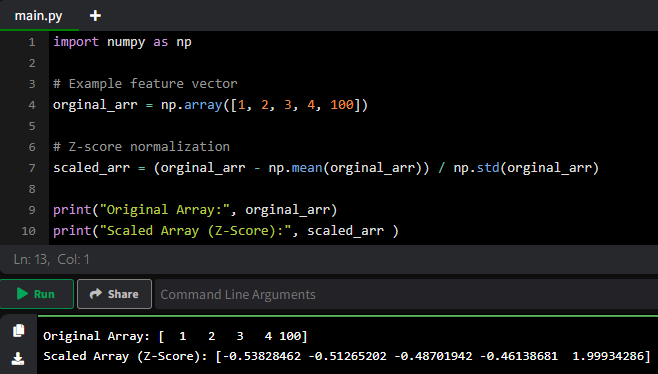 main.py +
1 import numpy as np
2
3 # Example feature vector
4 orginal_arr = np.array([1, 2, 3, 4, 100])
5
6 # Z-score normalization
7 scaled_arr = (orginal_arr - np.mean(orginal_arr)) / np.std(orginal_arr)
8
9 print("Original Array:", orginal_arr)
10 print("Scaled Array (Z-Score):", scaled_arr )
Ln: 13, Col: 1
Run Share Command Line Arguments
Original Array: [  1   2   3   4 100]
Scaled Array (Z-Score): [-0.53828462 -0.51265202 -0.48701942 -0.46138681  1.99934286]